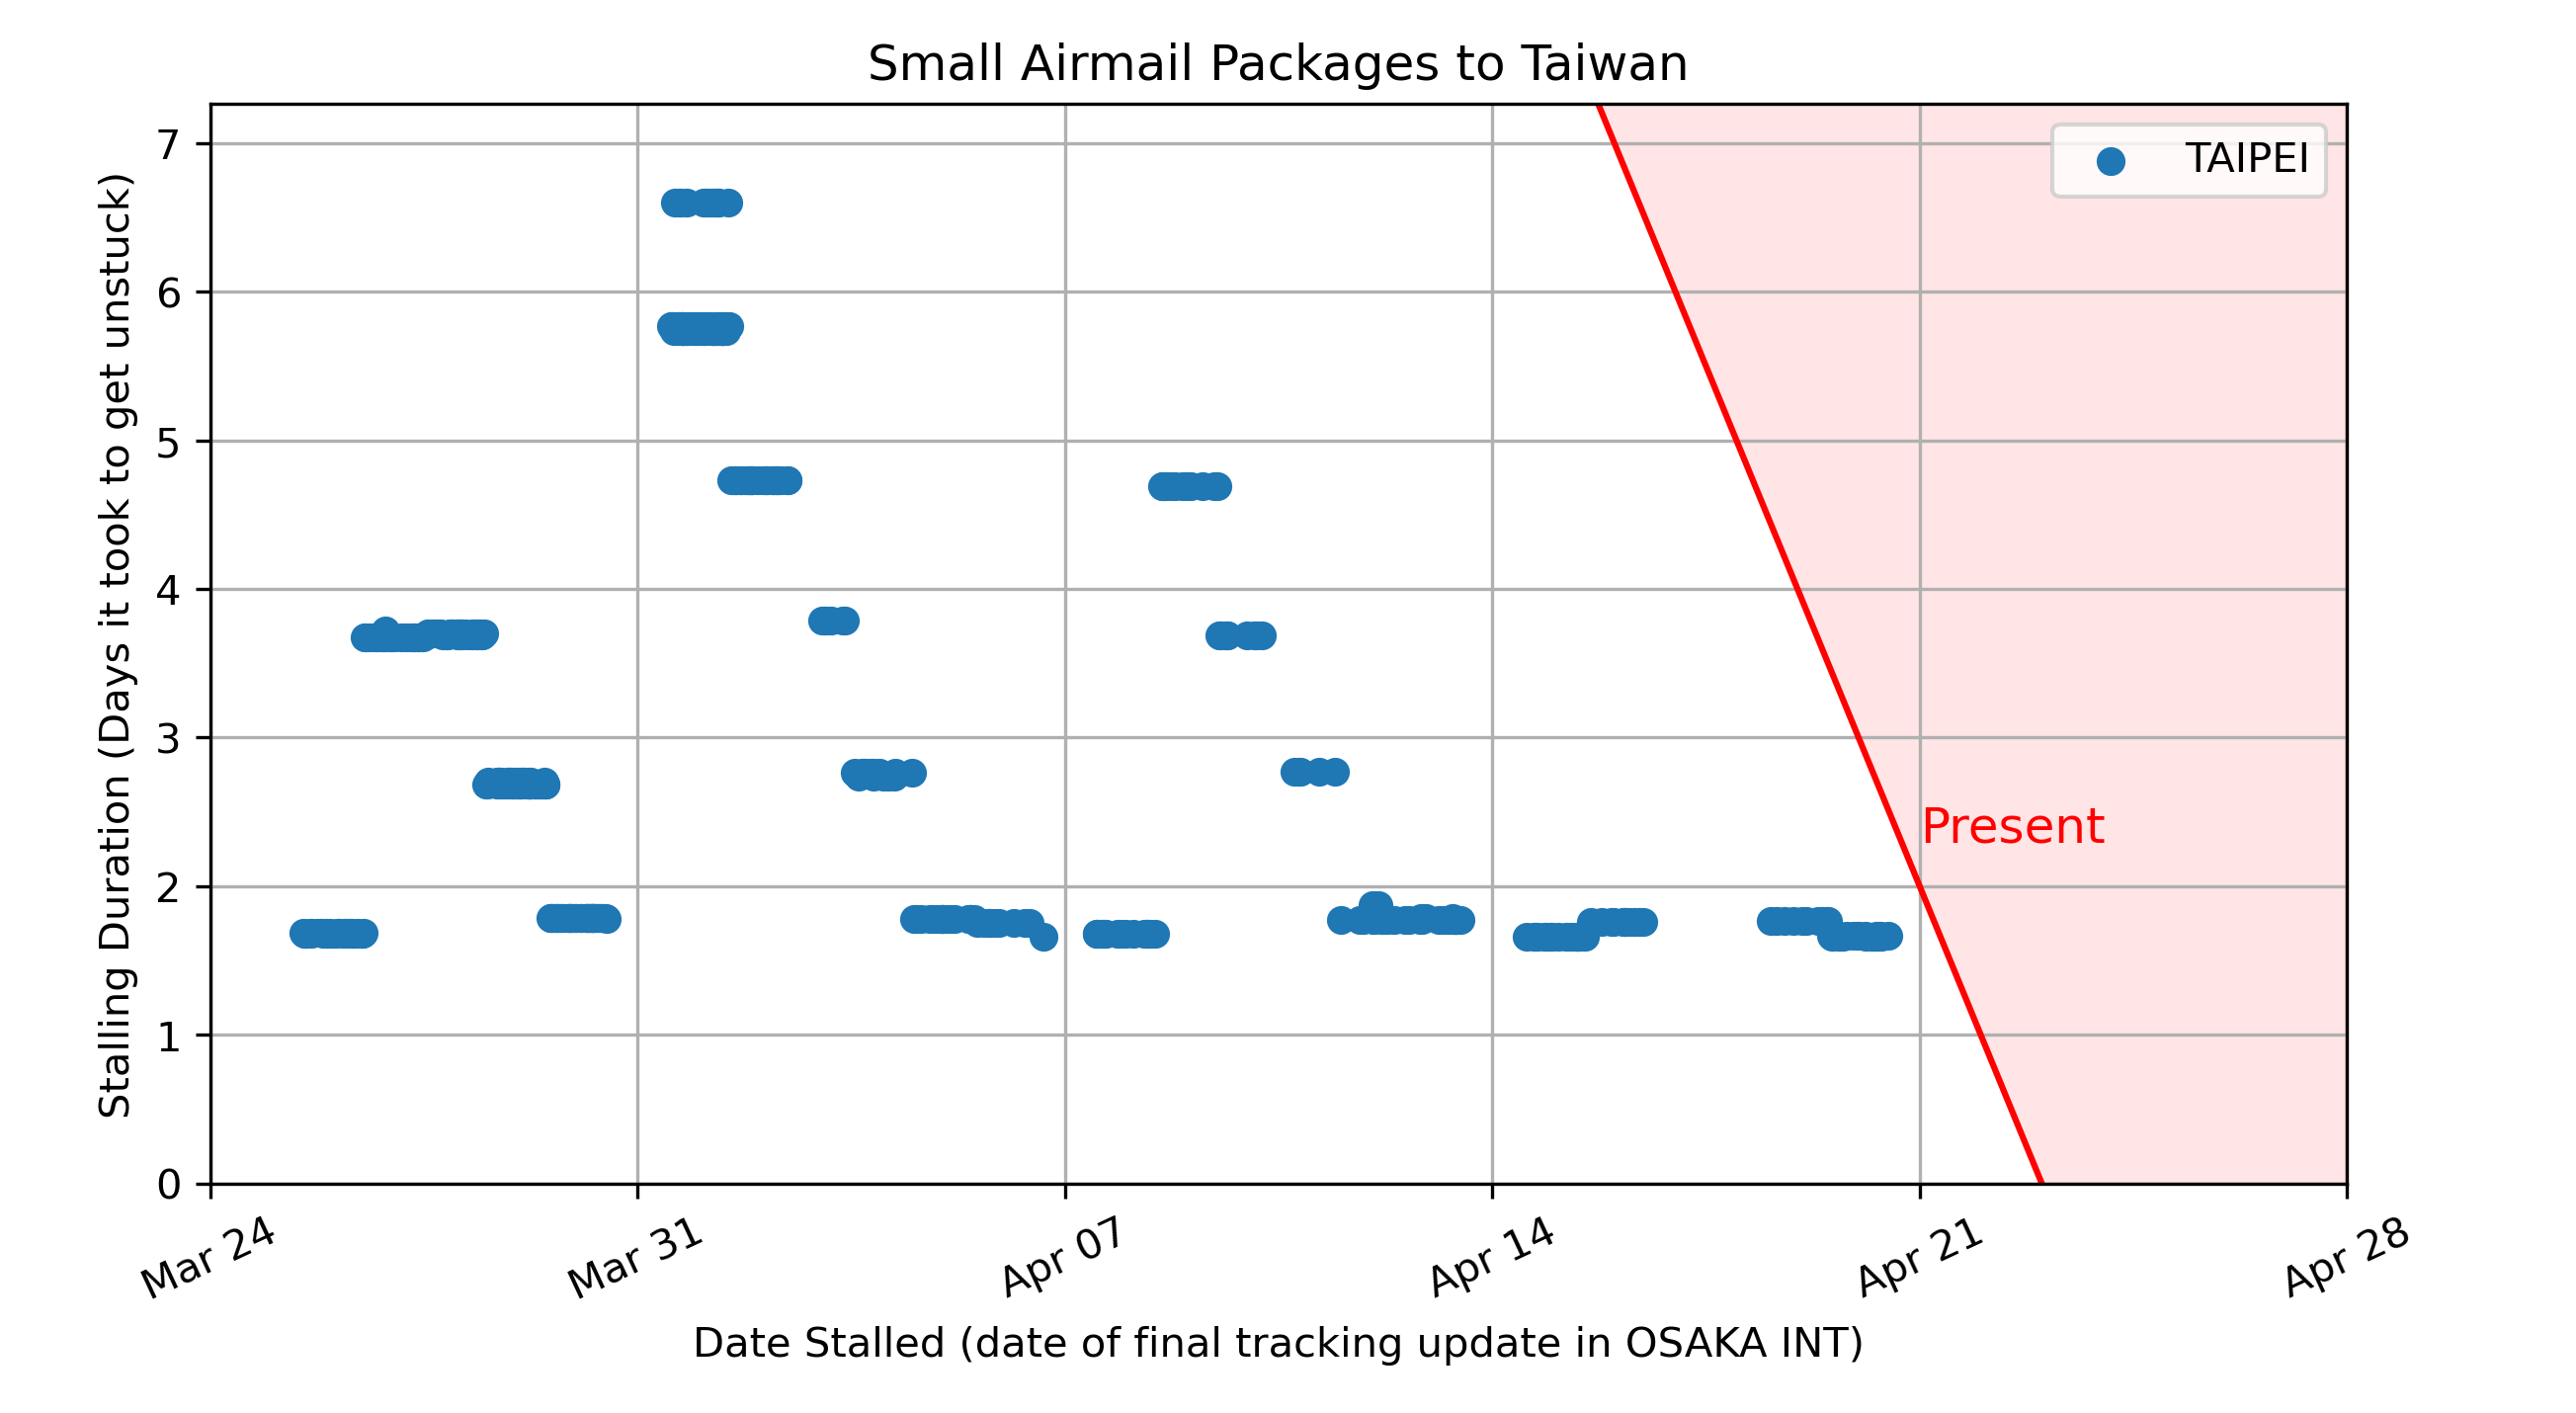 Small Airmail Packages to Taiwan
Stalling Duration (Days it took to get unstuck)
7
6
5
4
3
2
1
0
TAIPEI
Present
Mar 24
Mar 31
Apr 07
Apr 14
Apr 21
Apr 28
Date Stalled (date of final tracking update in OSAKA INT)